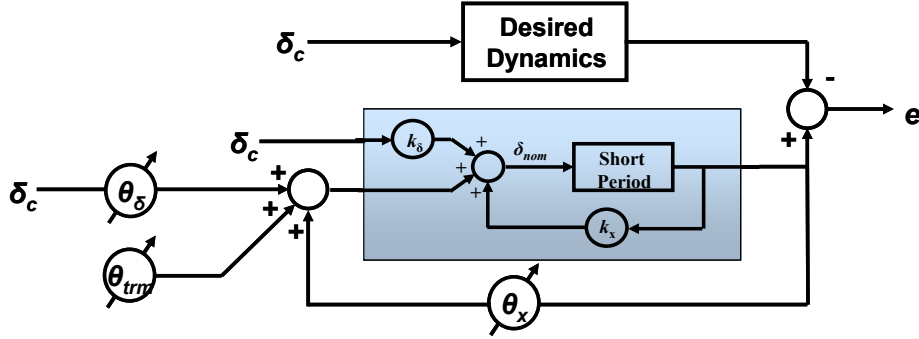 δc
Desired
Dynamics
-
+
e
δc
kδ
+
+
+
δnom
Short
Period
kx
δc
θδ
+
+
+
θtrm
θx